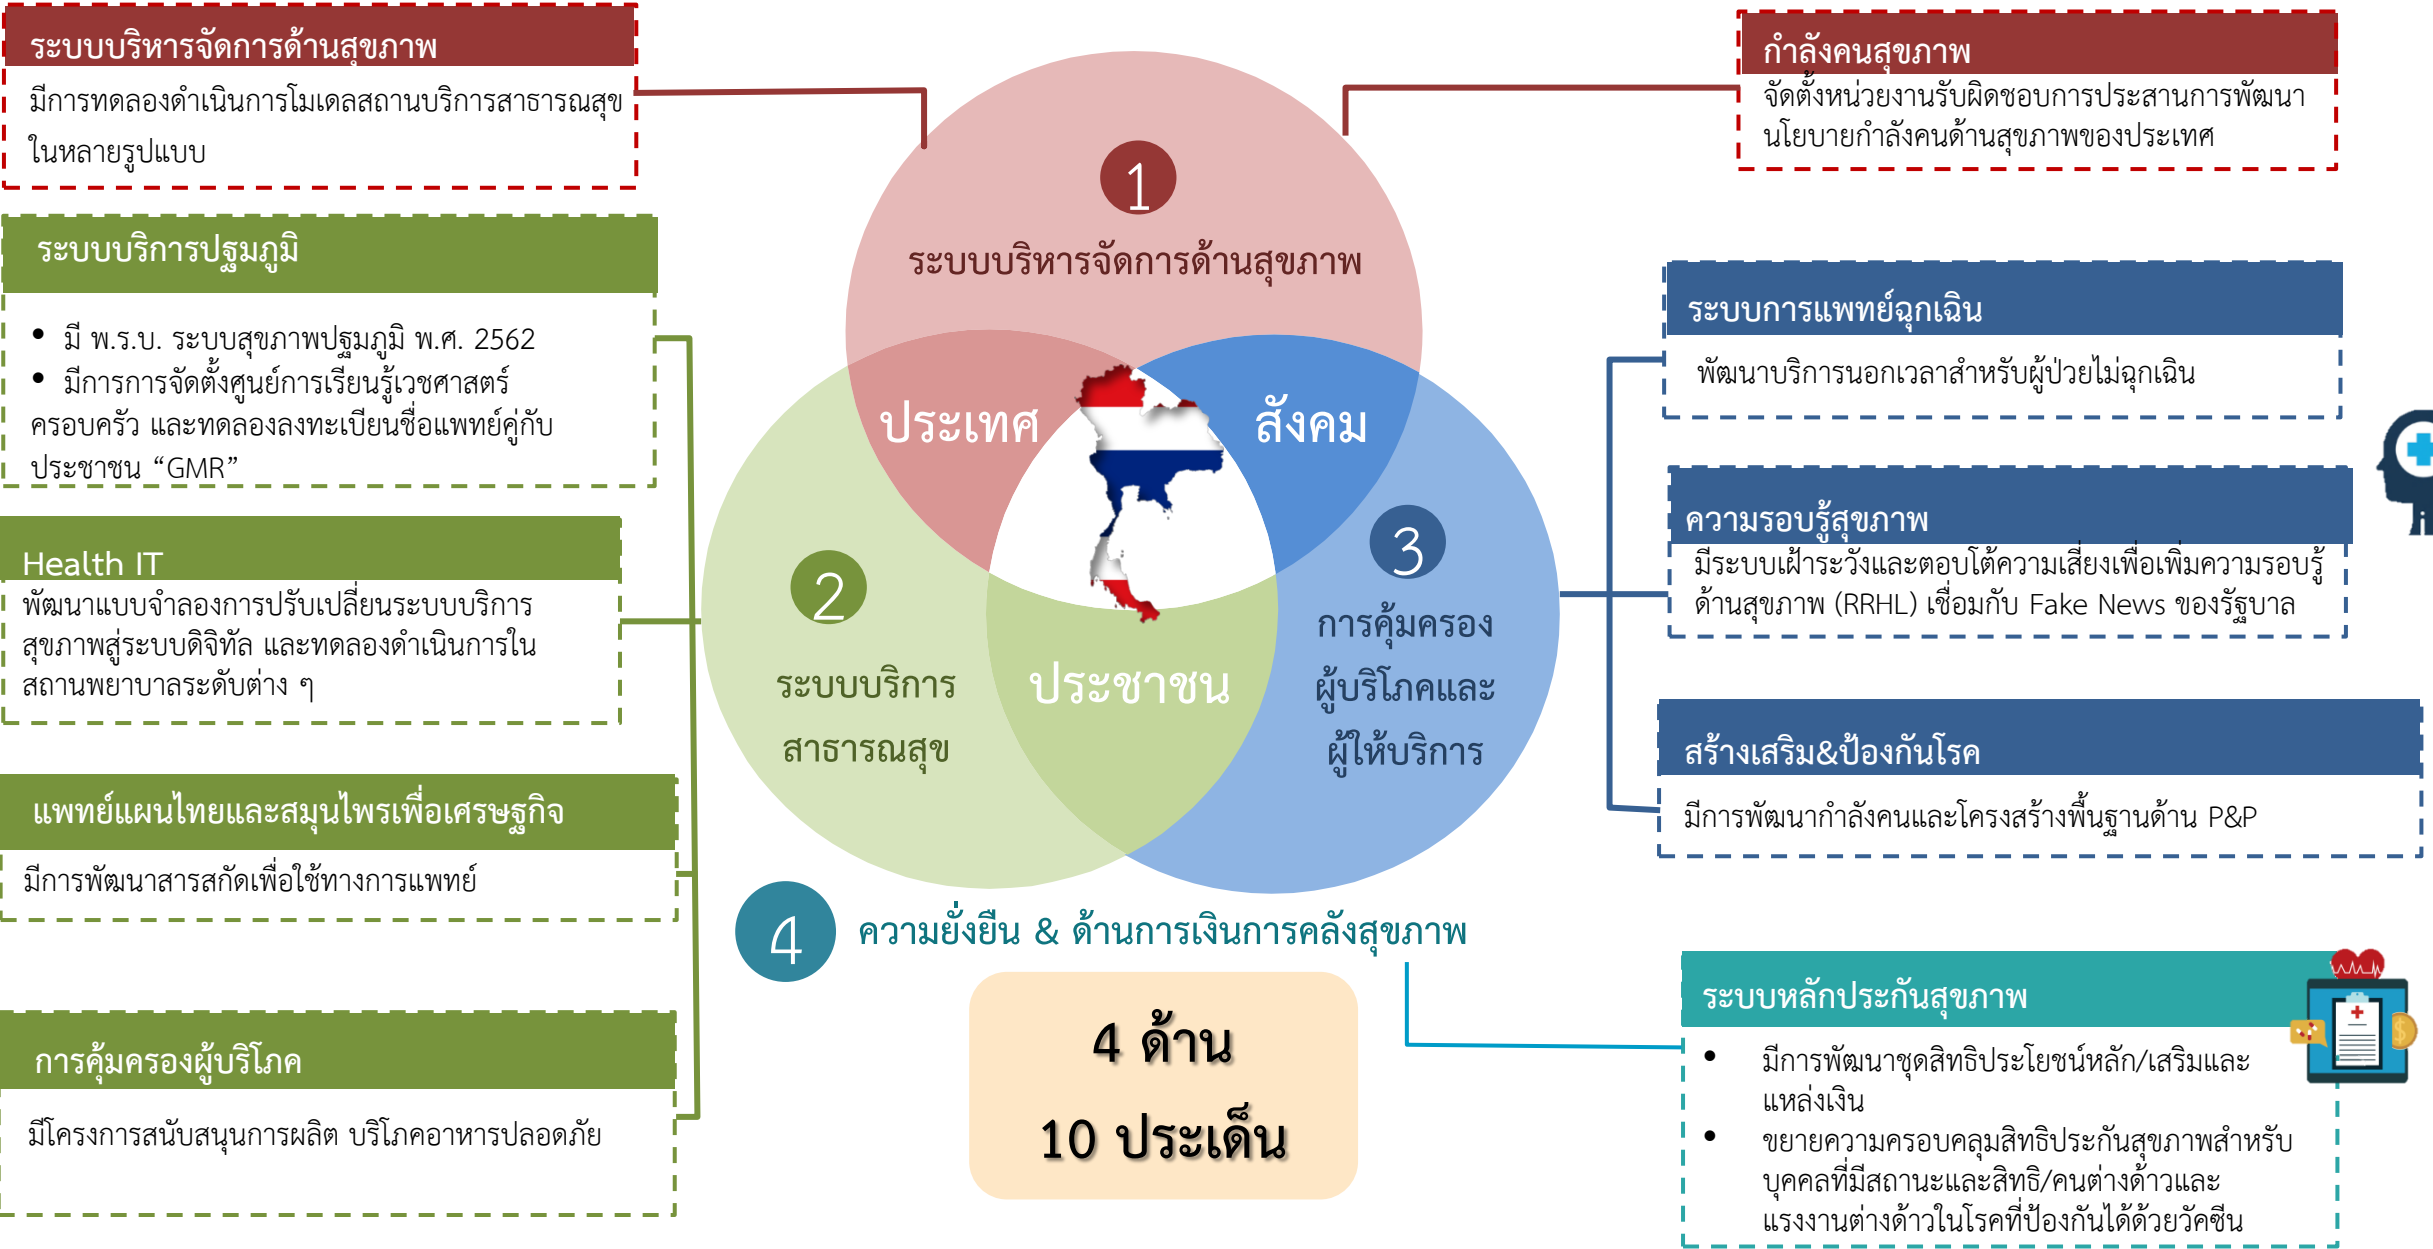 ระบบบริหารจัดการด้านสุขภาพ
มีการทดลองดำเนินการโมเดลสถานบริการสาธารณสุข
ในหลายรูปแบบ
ระบบบริการปฐมภูมิ
• มี พ.ร.บ. ระบบสุขภาพปฐมภูมิ พ.ศ. 2562
• มีการการจัดตั้งศูนย์การเรียนรู้เวชศาสตร์
ครอบครัว และทดลองลงทะเบียนชื่อแพทย์คู่กับ
ประชาชน “GMR”
Health IT
พัฒนาแบบจำลองการปรับเปลี่ยนระบบบริการ
สุขภาพสู่ระบบดิจิทัล และทดลองดำเนินการใน
สถานพยาบาลระดับต่าง ๆ
แพทย์แผนไทยและสมุนไพรเพื่อเศรษฐกิจ
มีการพัฒนาสารสกัดเพื่อใช้ทางการแพทย์
การคุ้มครองผู้บริโภค
มีโครงการสนับสนุนการผลิต บริโภคอาหารปลอดภัย
1
ระบบบริหารจัดการด้านสุขภาพ
ประเทศ
สังคม
ประชาชน
2
ระบบบริการ
สาธารณสุข
3
การคุ้มครอง
ผู้บริโภคและ
ผู้ให้บริการ
4
ความยั่งยืน & ด้านการเงินการคลังสุขภาพ
4 ด้าน
10 ประเด็น
กำลังคนสุขภาพ
จัดตั้งหน่วยงานรับผิดชอบการประสานการพัฒนา
นโยบายกำลังคนด้านสุขภาพของประเทศ
ระบบการแพทย์ฉุกเฉิน
พัฒนาบริการนอกเวลาสำหรับผู้ป่วยไม่ฉุกเฉิน
ความรอบรู้สุขภาพ
มีระบบเฝ้าระวังและตอบโต้ความเสี่ยงเพื่อเพิ่มความรอบรู้
ด้านสุขภาพ (RRHL) เชื่อมกับ Fake News ของรัฐบาล
สร้างเสริม&ป้องกันโรค
มีการพัฒนากำลังคนและโครงสร้างพื้นฐานด้าน P&P
ระบบหลักประกันสุขภาพ
• มีการพัฒนาชุดสิทธิประโยชน์หลัก/เสริมและ
แหล่งเงิน
• ขยายความครอบคลุมสิทธิประกันสุขภาพสำหรับ
บุคคลที่มีสถานะและสิทธิ/คนต่างด้าวและ
แรงงานต่างด้าวในโรคที่ป้องกันได้ด้วยวัคซีน